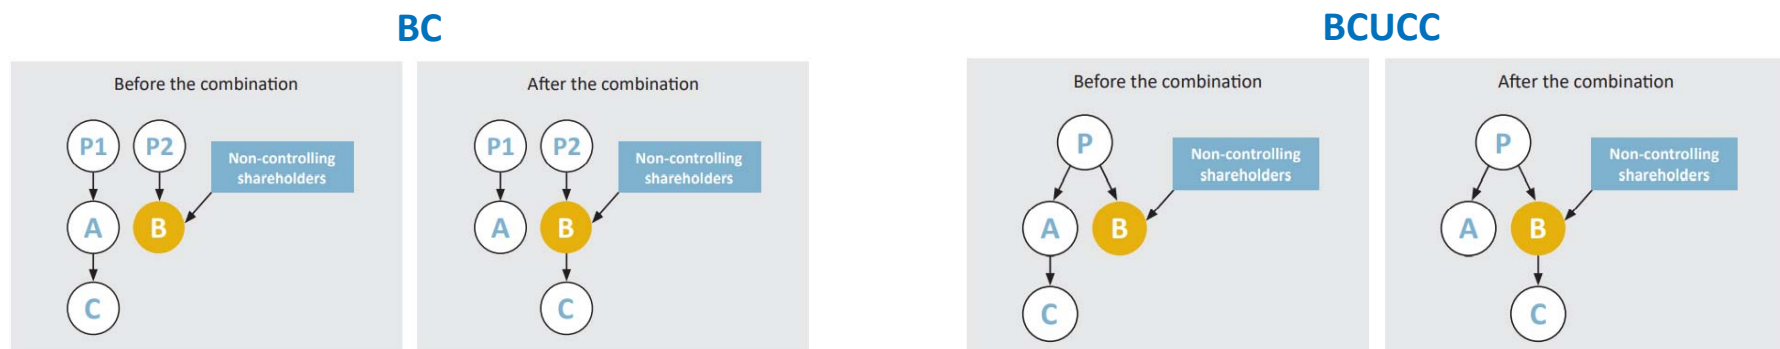 BC
Before the combination
P1
P2
Non-controlling
shareholders
A
B
C
After the combination
P1
P2
Non-controlling
shareholders
A
B
C
BCUCC
Before the combination
P
Non-controlling
shareholders
A
B
C
After the combination
P
Non-controlling
shareholders
A
B
C